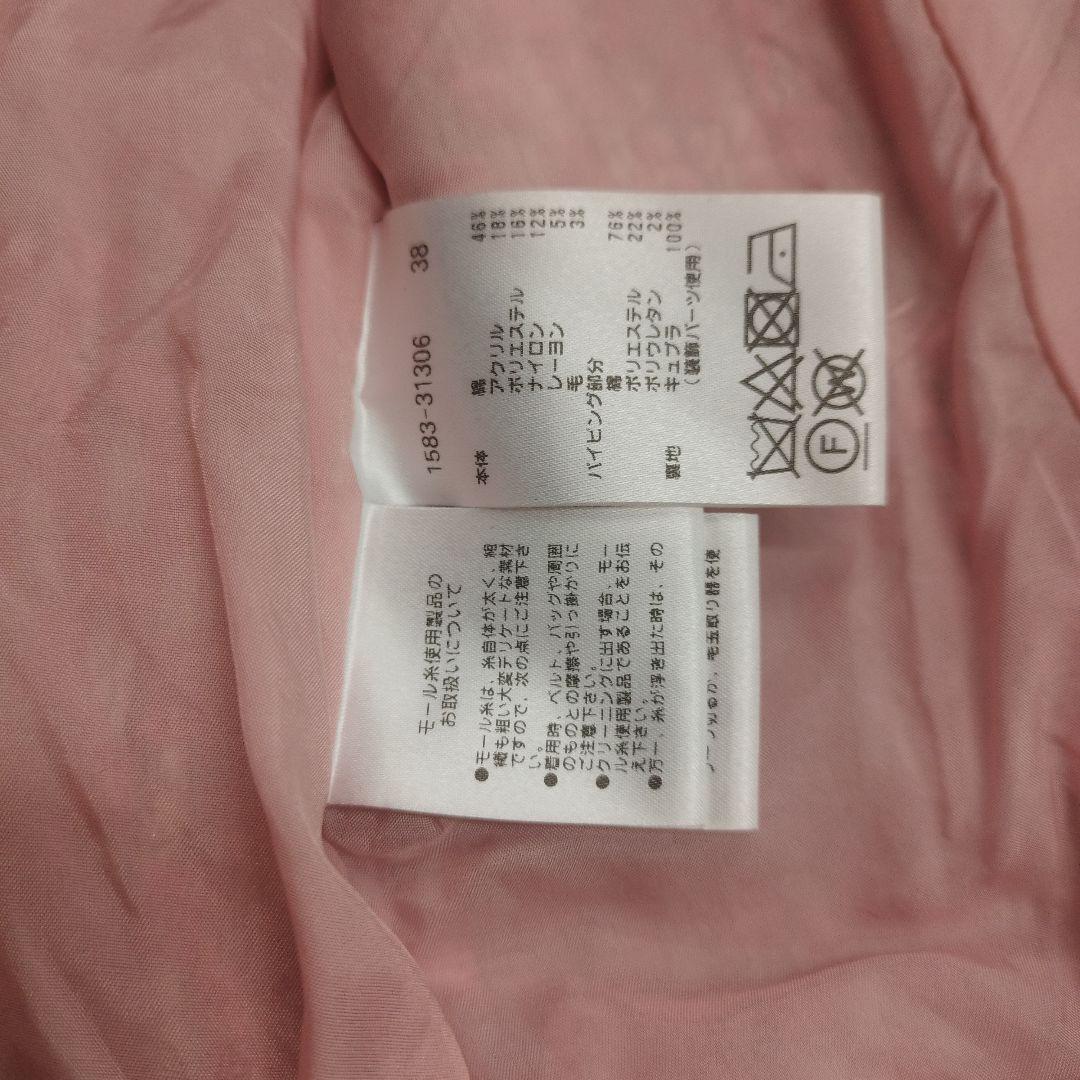 1583-31306 38
本体 綿 46%
アクリル 18%
ポリエステル 16%
ナイロン 12%
レーヨン 5%
毛 3%
パイピング部分
綿 76%
ポリエステル 22%
ポリウレタン 2%
裏地 キュプラ 100%
(装飾パーツ使用)
F
W
モール糸使用製品の
お取扱いについて
●モール糸は、糸自体が太く、組
織も粗い大変デリケートな素材
ですので、次の点にご注意下さ
い。
●着用時、ベルト、バッグや周囲
のものとの摩擦や引っ掛かりに
ご注意下さい。
●クリーニングに出す場合、モー
ル糸使用製品であることをお伝
え下さい。
●万一、糸が浮き出た時は、その
毛玉取り器を使